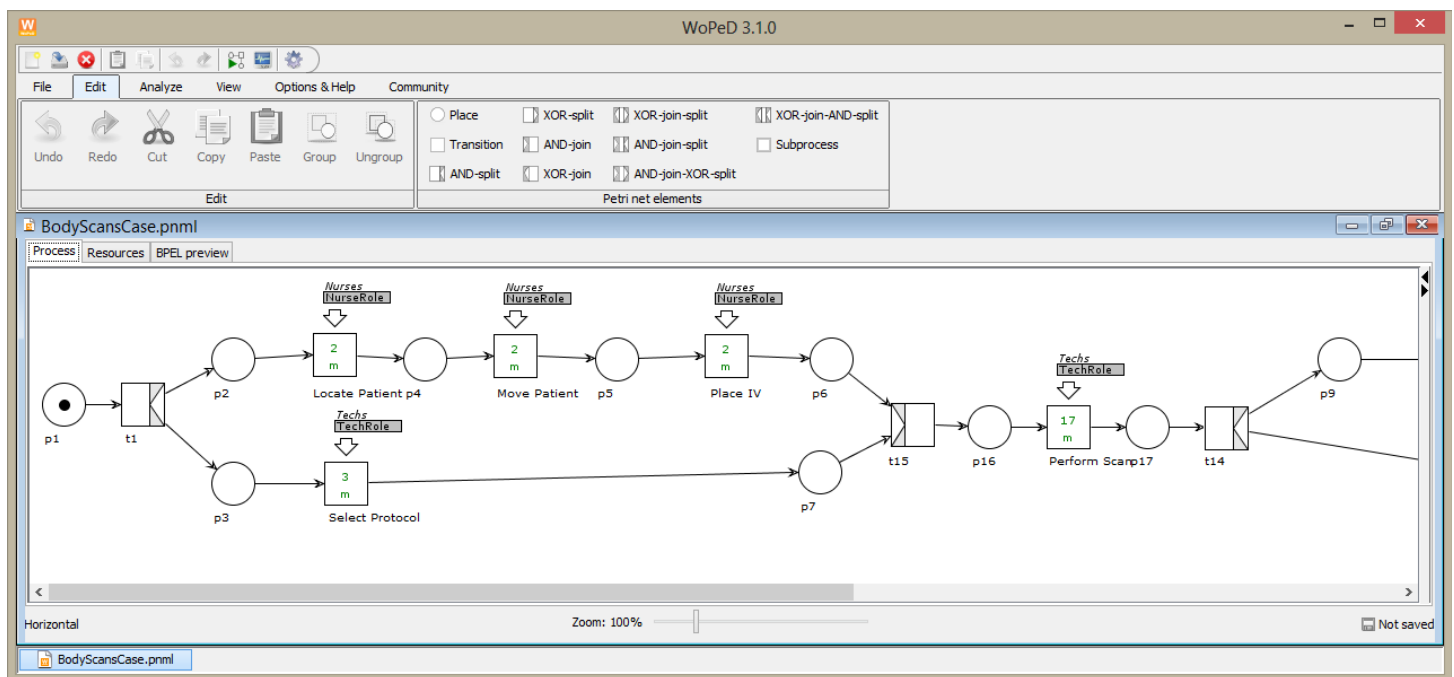 W
WoPeD 3.1.0
File Edit Analyze View Options & Help Community
Place XOR-split XOR-join-split XOR-join-AND-split
Transition AND-join AND-join-split Subprocess
Undo Redo Cut Copy Paste Group Ungroup
AND-split XOR-join AND-join-XOR-split
Edit Petri net elements
BodyScansCase.pnml
Process Resources BPEL preview
Nurses Nurses Nurses
NurseRole NurseRole NurseRole
2 m 2 m 2 m
Techs
TechRole
p2 Locate Patient p4 Move Patient p5 Place IV p6 p9
Techs
TechRole
17 m
p1 t1 t15 p16 Perform Scan p17 t14
3 m
p3 Select Protocol p7
Horizontal Zoom: 100% Not saved
BodyScansCase.pnml